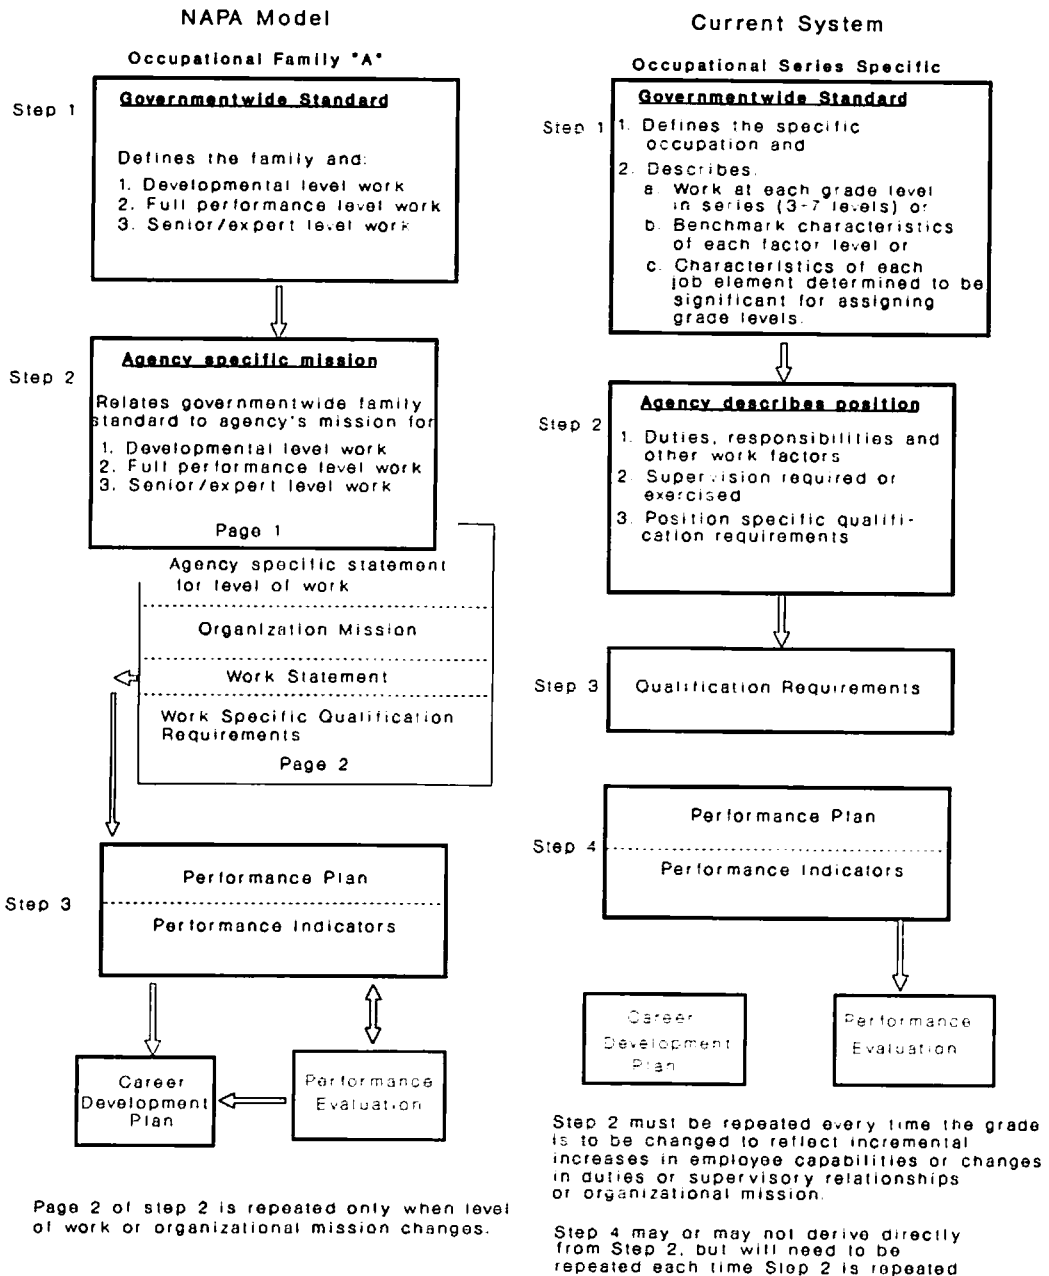 NAPA Model
Occupational Family "A"
Step 1
Governmentwide Standard
Defines the family and:
1. Developmental level work
2. Full performance level work
3. Senior/expert level work
Step 2
Agency specific mission
Relates governmentwide family
standard to agency's mission for
1. Developmental level work
2. Full performance level work
3. Senior/expert level work
Page 1
Agency specific statement
for level of work
Organization Mission
Work Statement
Work Specific Qualification
Requirements
Page 2
Step 3
Performance Plan
Performance Indicators
Career
Development
Plan
Performance
Evaluation
Page 2 of step 2 is repeated only when level
of work or organizational mission changes.
Current System
Occupational Series Specific
Governmentwide Standard
Step 1
1. Defines the specific
occupation and
2. Describes.
a. Work at each grade level
in series (3-7 levels) or
b. Benchmark characteristics
of each factor level or
c. Characteristics of each
job element determined to be
significant for assigning
grade levels.
Step 2
Agency describes position
1. Duties, responsibilities and
other work factors
2. Supervision required or
exercised
3. Position specific qualifi-
cation requirements
Step 3
Qualification Requirements
Step 4
Performance Plan
Performance Indicators
Career
Development
Plan
Performance
Evaluation
Step 2 must be repeated every time the grade
is to be changed to reflect incremental
increases in employee capabilities or changes
in duties or supervisory relationships
or organizational mission.
Step 4 may or may not derive directly
from Step 2, but will need to be
repeated each time Step 2 is repeated